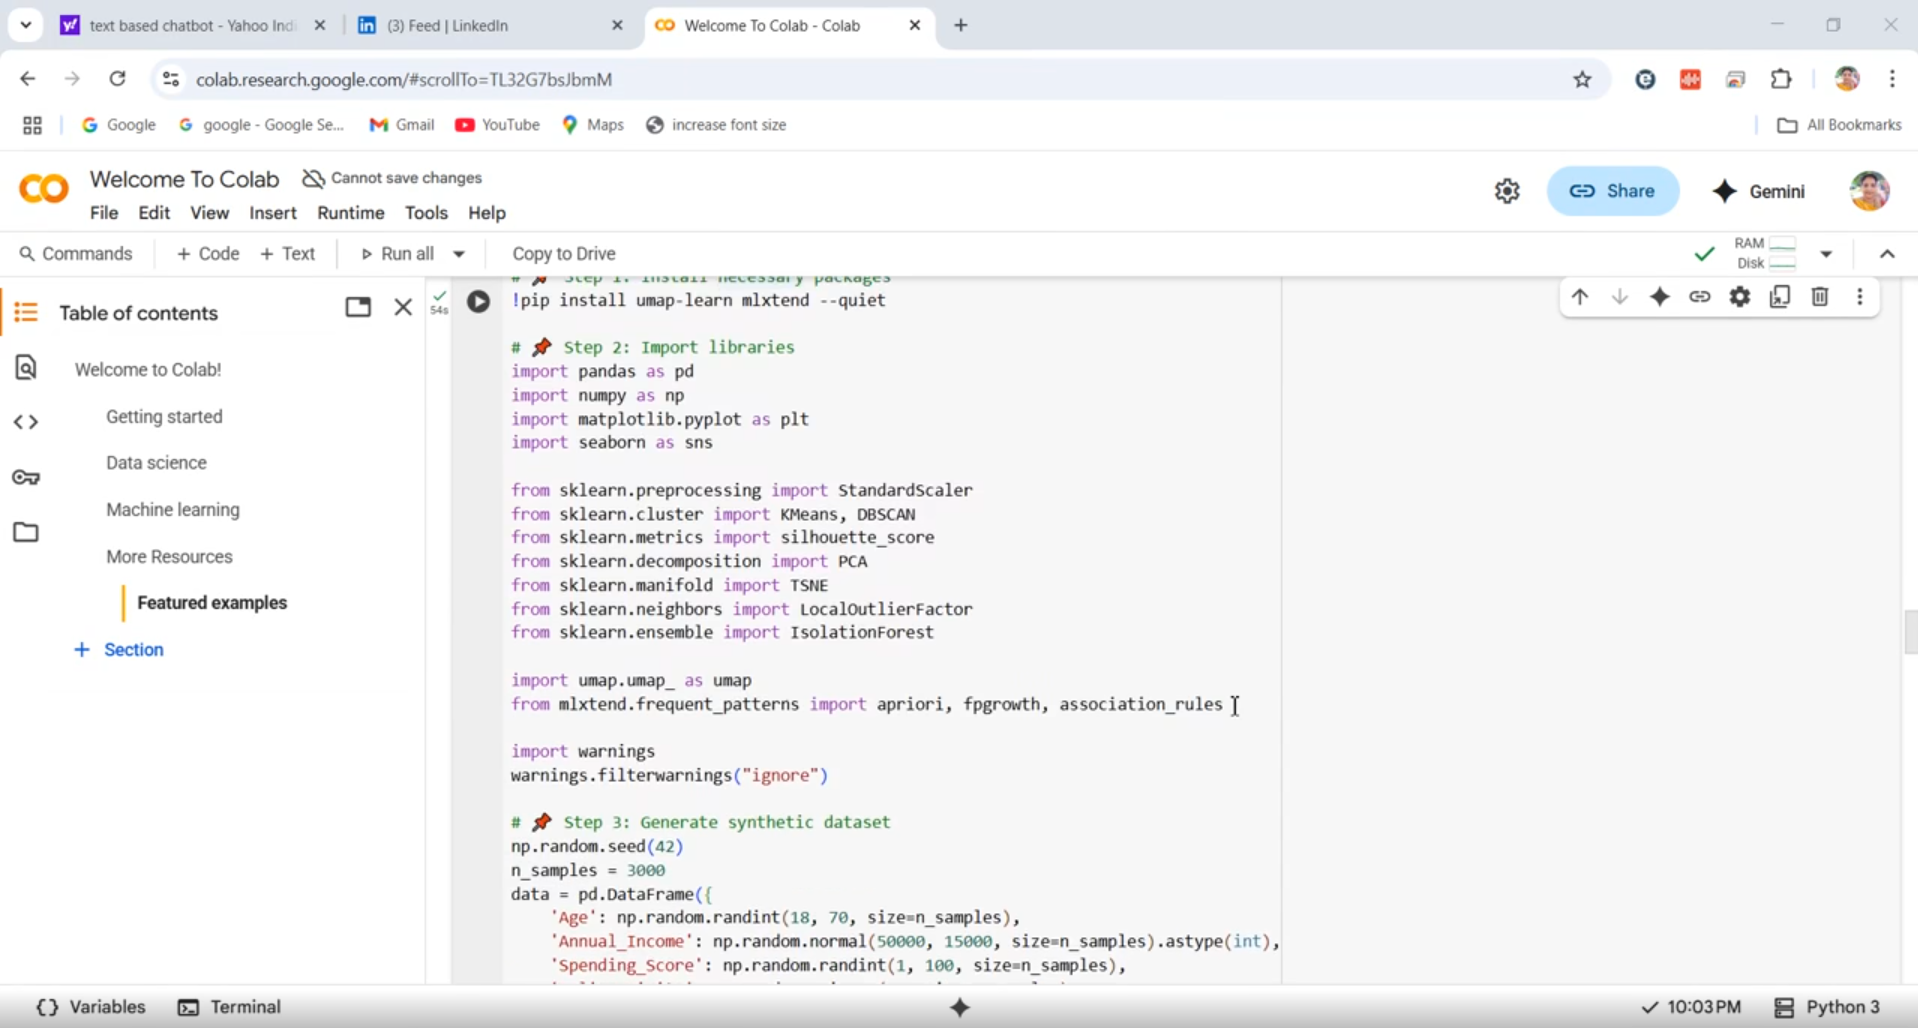 text based chatbot - Yahoo Indi
(3) Feed | LinkedIn
Welcome To Colab - Colab
colab.research.google.com/#scrollTo=TL32G7bsJbmM
Google
google - Google Se...
Gmail
YouTube
Maps
increase font size
All Bookmarks
Welcome To Colab
Cannot save changes
File Edit View Insert Runtime Tools Help
Share
Gemini
Commands
+ Code + Text
Run all
Copy to Drive
RAM
Disk
Table of contents
Welcome to Colab!
Getting started
Data science
Machine learning
More Resources
Featured examples
+ Section
54s
# 📌 Step 1: Install necessary packages
!pip install umap-learn mlxtend --quiet
# 📌 Step 2: Import libraries
import pandas as pd
import numpy as np
import matplotlib.pyplot as plt
import seaborn as sns
from sklearn.preprocessing import StandardScaler
from sklearn.cluster import KMeans, DBSCAN
from sklearn.metrics import silhouette_score
from sklearn.decomposition import PCA
from sklearn.manifold import TSNE
from sklearn.neighbors import LocalOutlierFactor
from sklearn.ensemble import IsolationForest
import umap.umap_ as umap
from mlxtend.frequent_patterns import apriori, fpgrowth, association_rules
import warnings
warnings.filterwarnings("ignore")
# 📌 Step 3: Generate synthetic dataset
np.random.seed(42)
n_samples = 3000
data = pd.DataFrame({
'Age': np.random.randint(18, 70, size=n_samples),
'Annual_Income': np.random.normal(50000, 15000, size=n_samples).astype(int),
'Spending_Score': np.random.randint(1, 100, size=n_samples),
{} Variables
Terminal
10:03 PM
Python 3